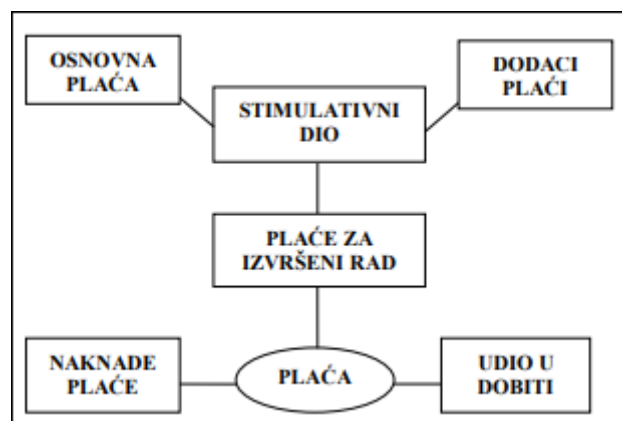 OSNOVNA
PLAĆA
DODACI
PLAĆI
STIMULATIVNI
DIO
PLAĆE ZA
IZVRŠENI RAD
NAKNADE
PLAĆE
PLAĆA
UDIO U
DOBITI